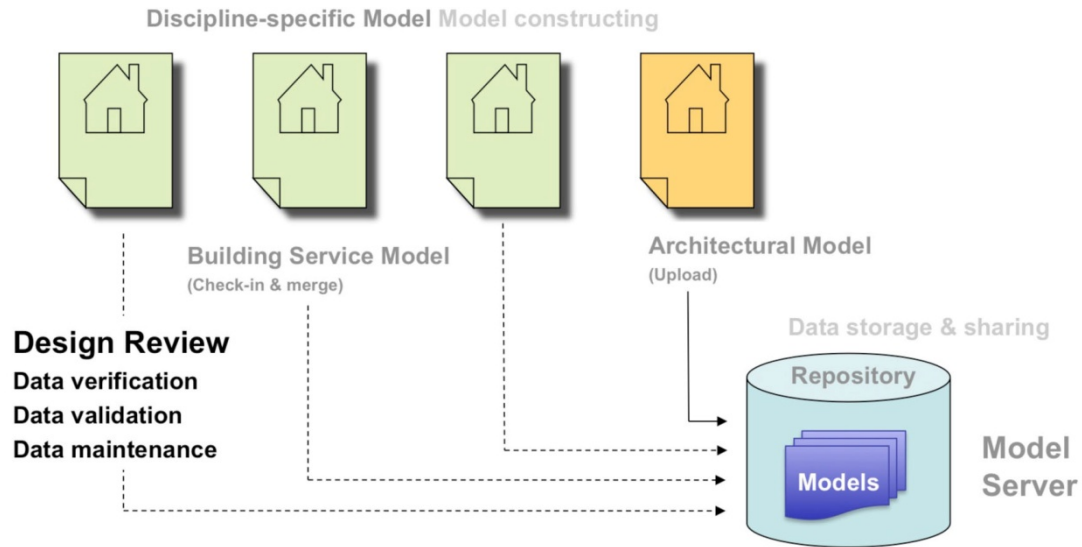 Discipline-specific Model Model constructing
Building Service Model
(Check-in & merge)
Architectural Model
(Upload)
Design Review
Data verification
Data validation
Data maintenance
Data storage & sharing
Repository
Models
Model
Server